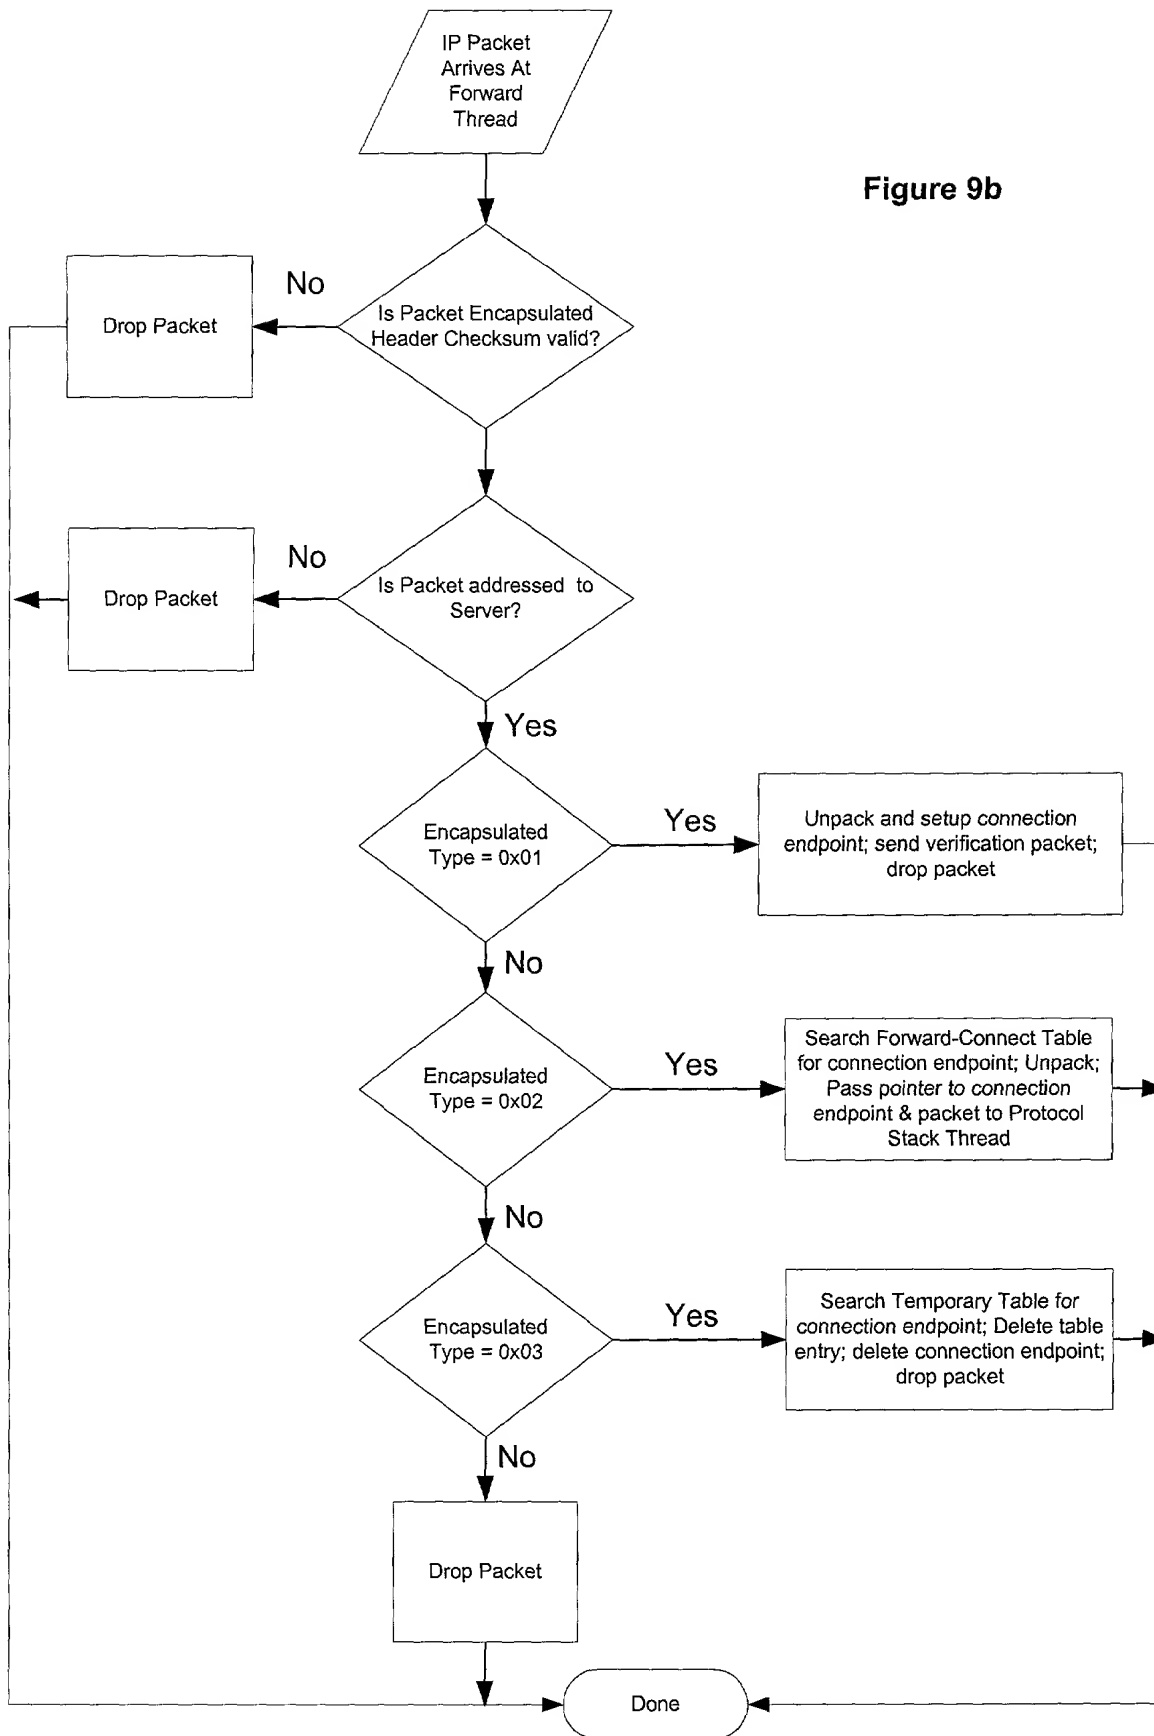 IP Packet
Arrives At
Forward
Thread
Figure 9b
No
Drop Packet
Is Packet Encapsulated
Header Checksum valid?
No
Drop Packet
Is Packet addressed to
Server?
Yes
Encapsulated
Type = 0x01
Yes
Unpack and setup connection
endpoint; send verification packet;
drop packet
No
Encapsulated
Type = 0x02
Yes
Search Forward-Connect Table
for connection endpoint; Unpack;
Pass pointer to connection
endpoint & packet to Protocol
Stack Thread
No
Encapsulated
Type = 0x03
Yes
Search Temporary Table for
connection endpoint; Delete table
entry; delete connection endpoint;
drop packet
No
Drop Packet
Done